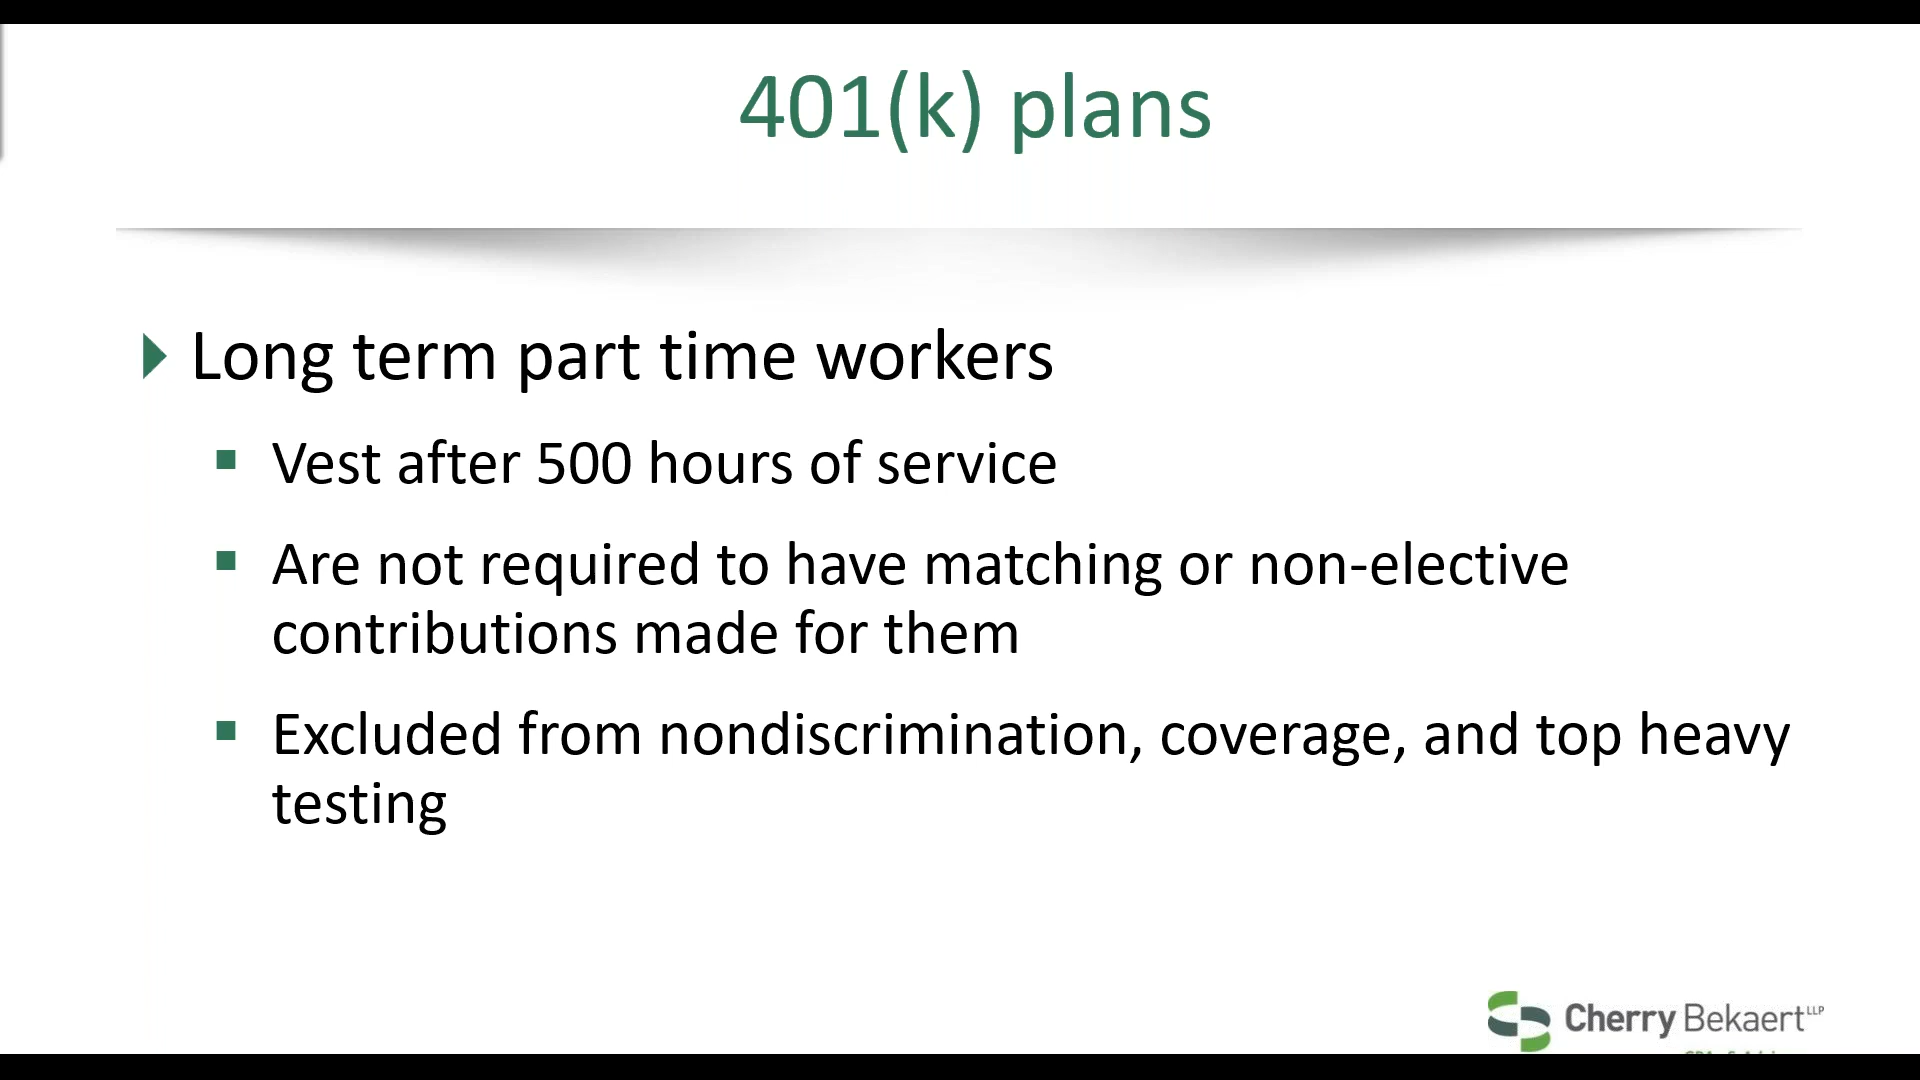 401(k) plans
Long term part time workers
Vest after 500 hours of service
Are not required to have matching or non-elective
contributions made for them
Excluded from nondiscrimination, coverage, and top heavy
testing
Cherry Bekaert LLP